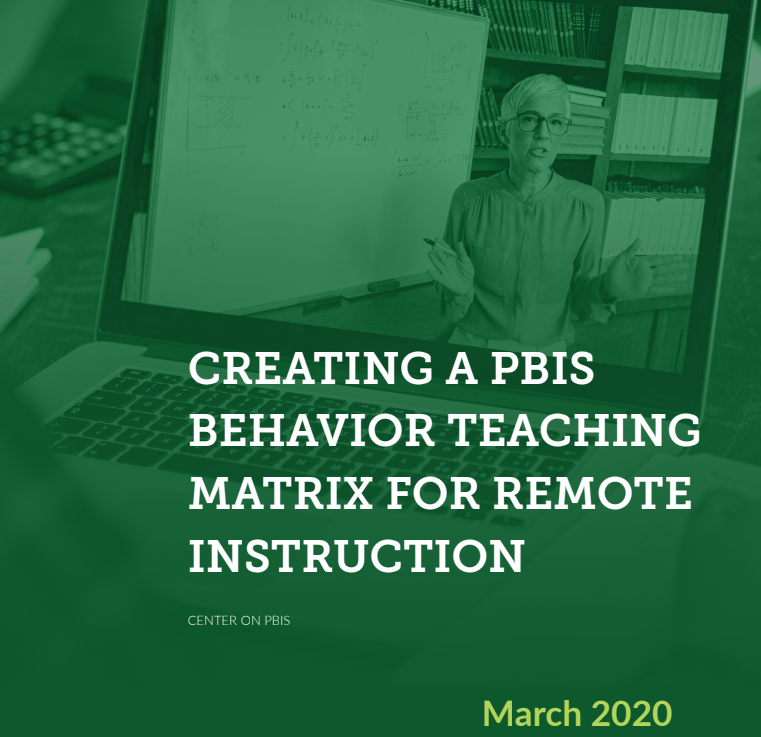 CREATING A PBIS
BEHAVIOR TEACHING
MATRIX FOR REMOTE
INSTRUCTION
CENTER ON PBIS
March 2020